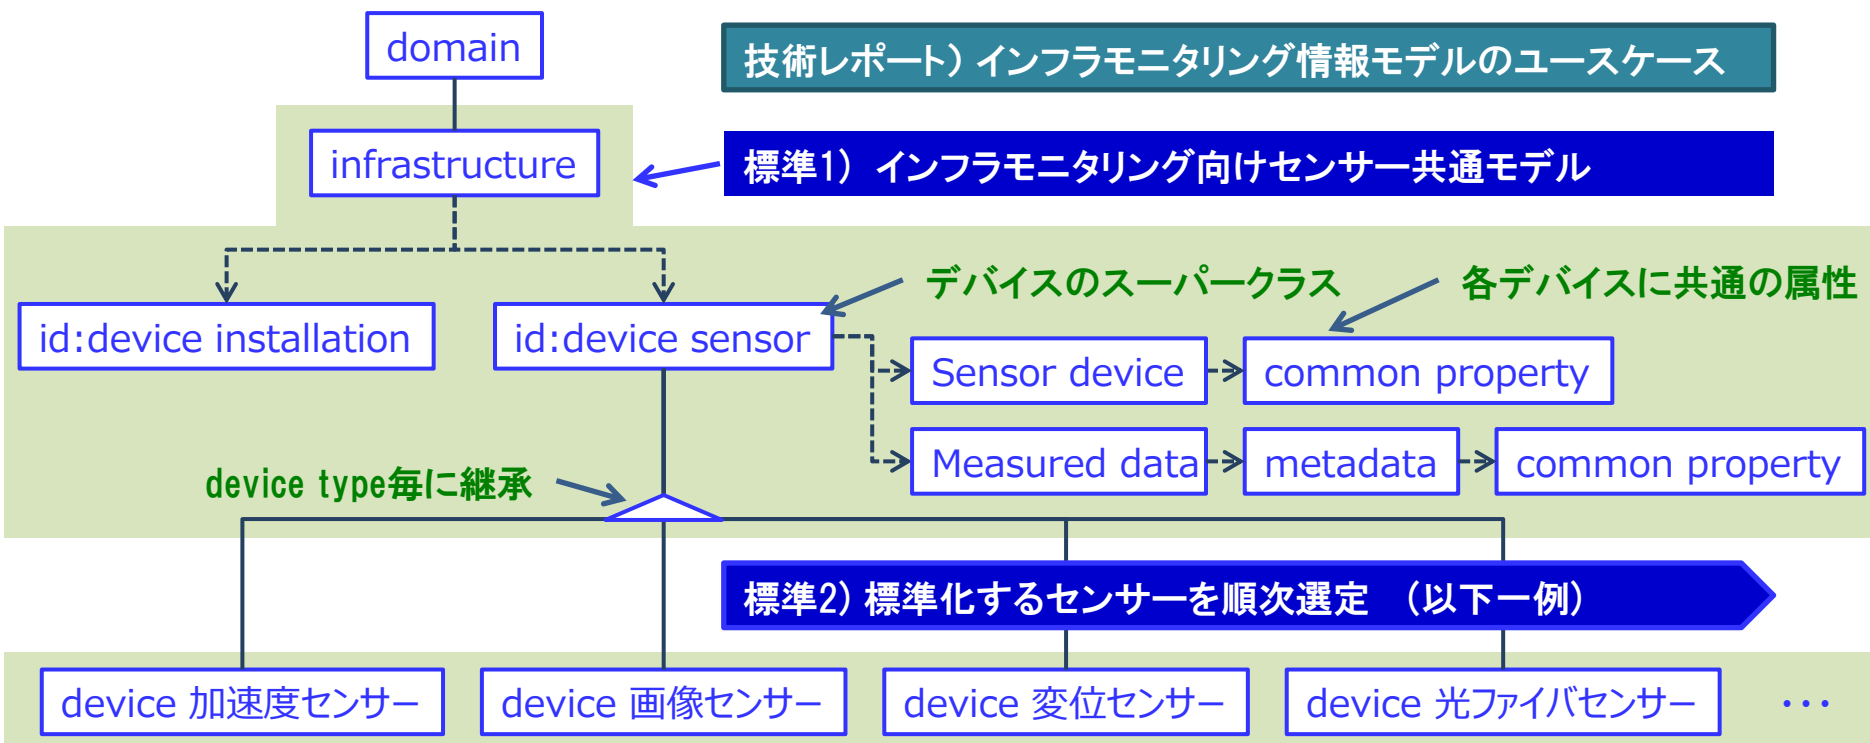 domain
技術レポート）インフラモニタリング情報モデルのユースケース
infrastructure
標準1） インフラモニタリング向けセンサー共通モデル
デバイスのスーパークラス
各デバイスに共通の属性
id:device installation
id:device sensor
Sensor device
common property
Measured data
metadata
common property
device type毎に継承
標準2）標準化するセンサーを順次選定　（以下一例）
device 加速度センサー
device 画像センサー
device 変位センサー
device 光ファイバセンサー
・・・